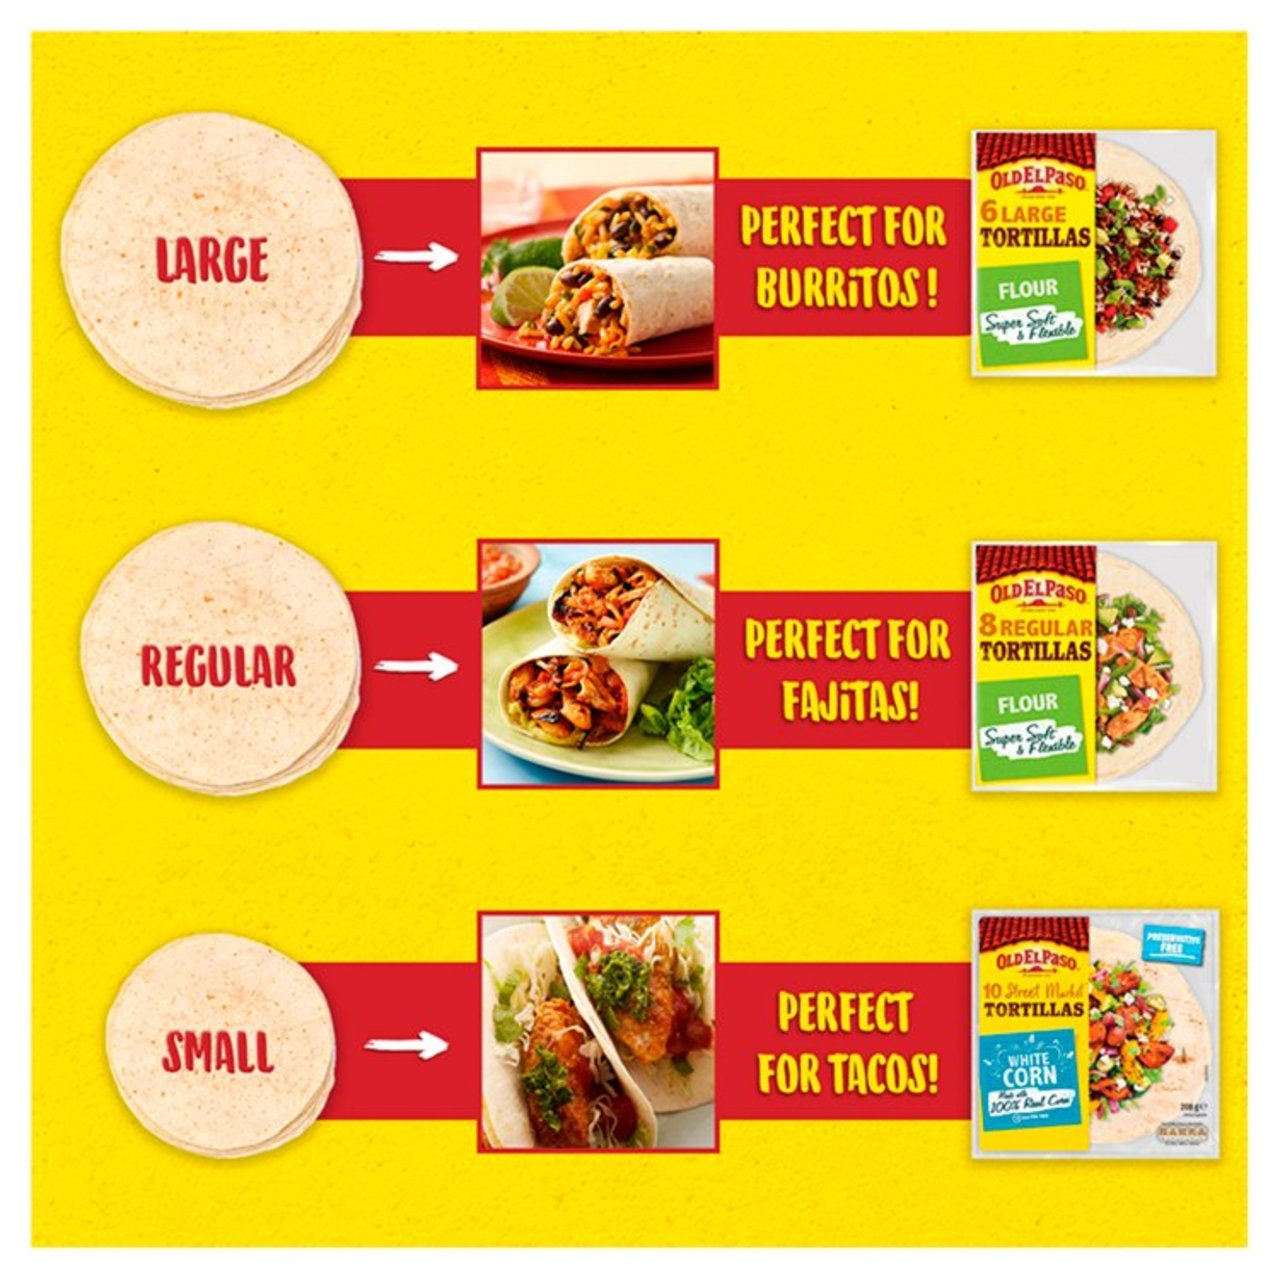 LARGE
PERFECT FOR
BURRiTOS !
OLD EL PASO
6 LARGE
TORTILLAS
FLOUR
Super Soft
& Flexible
REGULAR
PERFECT FOR
FAJiTAS!
OLD EL PASO
8 REGULAR
TORTILLAS
FLOUR
Super Soft
& Flexible
SMALL
PERFECT
FOR TACOS!
PRESERVATIVE
FREE
OLD EL PASO
10 Street Market
TORTILLAS
WHITE
CORN
Made with
100% Real Corn
208 g e